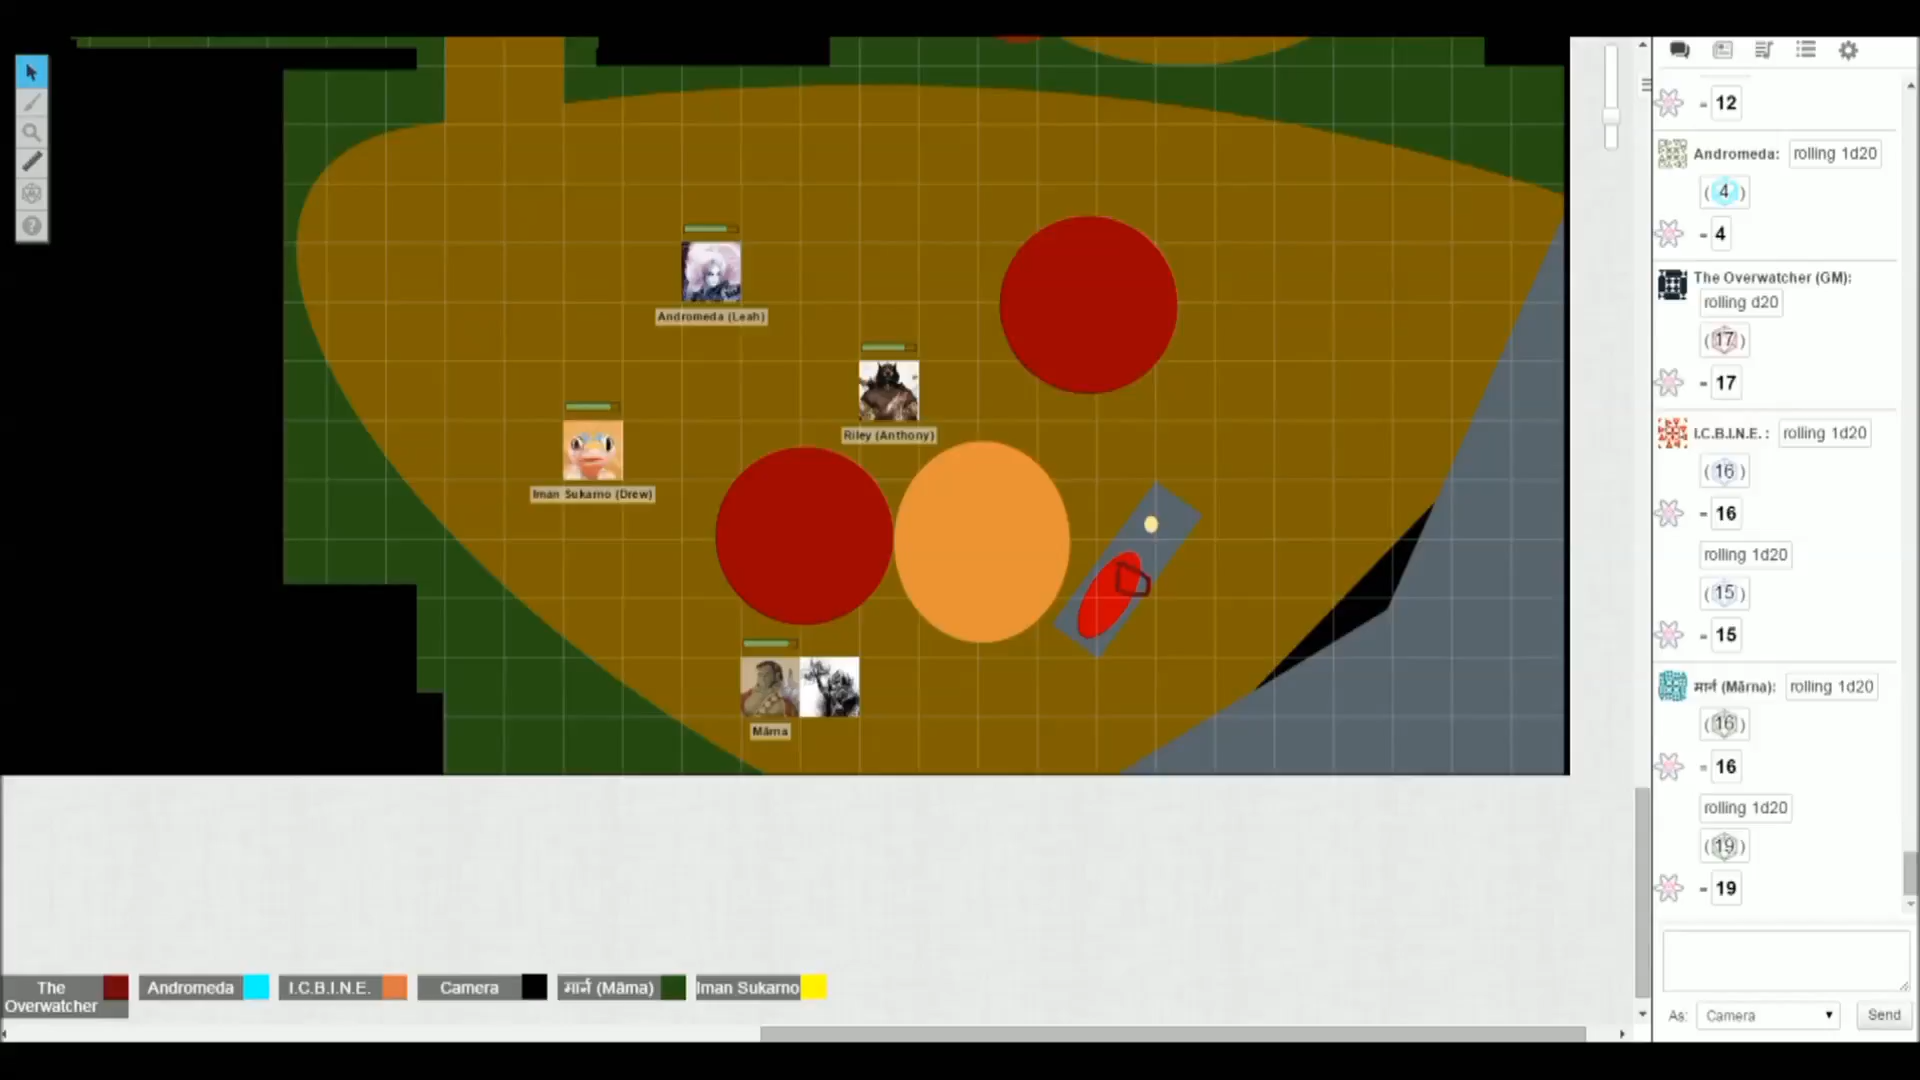 Andromeda (Leah)
Riley (Anthony)
Iman Sukarno (Drew)
Mārna
= 12
Andromeda: rolling 1d20
(4)
= 4
The Overwatcher (GM):
rolling d20
(17)
= 17
I.C.B.I.N.E. : rolling 1d20
(16)
= 16
rolling 1d20
(15)
= 15
मार्न (Mārna): rolling 1d20
(16)
= 16
rolling 1d20
(19)
= 19
As: Camera Send
The Overwatcher
Andromeda
I.C.B.I.N.E.
Camera
मार्न (Mārna)
Iman Sukarno